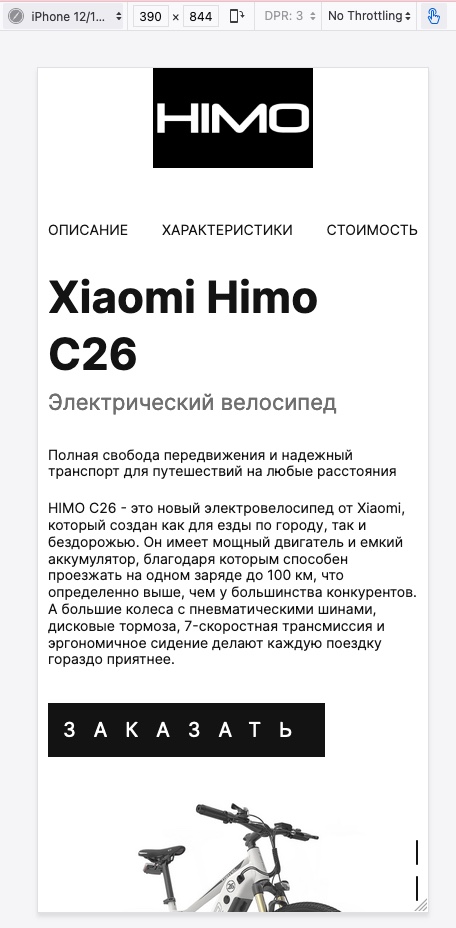 iPhone 12/1... 390 × 844 DPR: 3 No Throttling
HIMO
ОПИСАНИЕ ХАРАКТЕРИСТИКИ СТОИМОСТЬ
Xiaomi Himo
C26
Электрический велосипед
Полная свобода передвижения и надежный
транспорт для путешествий на любые расстояния
HIMO C26 - это новый электровелосипед от Xiaomi,
который создан как для езды по городу, так и
бездорожью. Он имеет мощный двигатель и емкий
аккумулятор, благодаря которым способен
проезжать на одном заряде до 100 км, что
определенно выше, чем у большинства конкурентов.
А большие колеса с пневматическими шинами,
дисковые тормоза, 7-скоростная трансмиссия и
эргономичное сидение делают каждую поездку
гораздо приятнее.
ЗАКАЗАТЬ